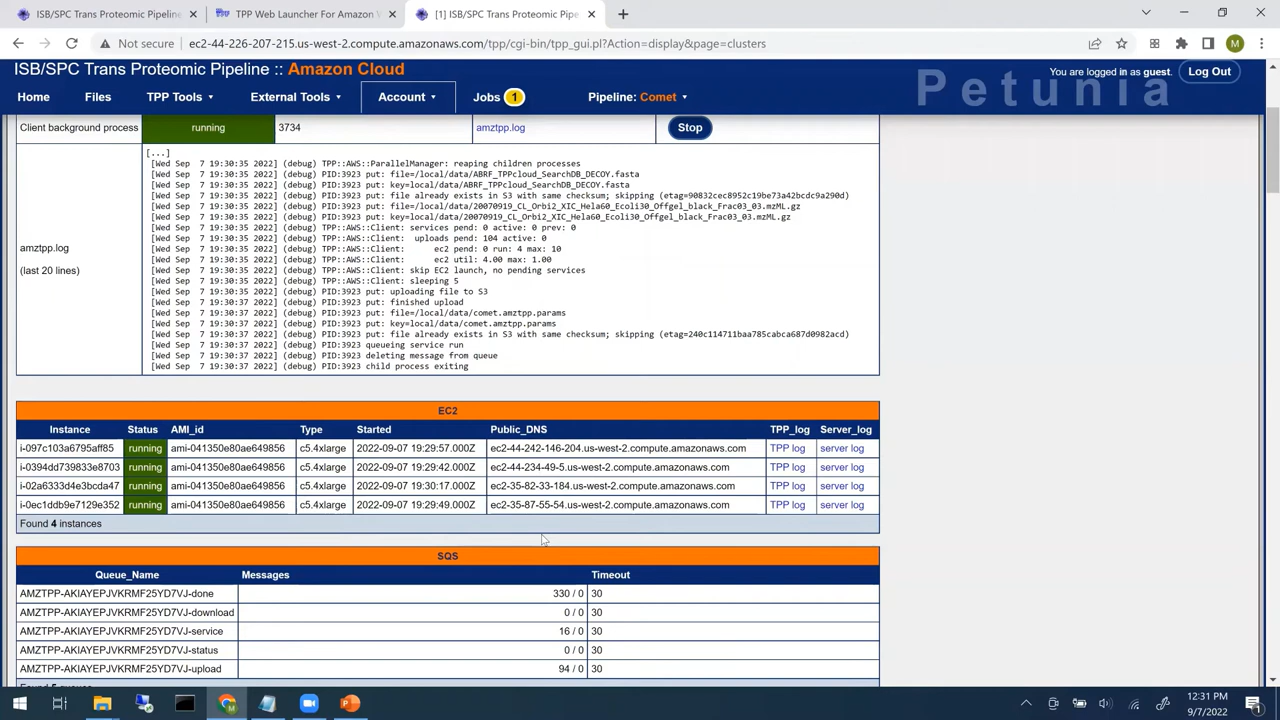 ISB/SPC Trans Proteomic Pipeline
TPP Web Launcher For Amazon
[1] ISB/SPC Trans Proteomic Pipe
Not secure
ec2-44-226-207-215.us-west-2.compute.amazonaws.com/tpp/cgi-bin/tpp_gui.pl?Action=display&page=clusters
M
ISB/SPC Trans Proteomic Pipeline :: Amazon Cloud
Petunia
You are logged in as guest.
Log Out
Home Files TPP Tools External Tools Account Jobs 1 Pipeline: Comet
Client background process running 3734 amztpp.log Stop
amztpp.log
(last 20 lines)
[...]
[Wed Sep 7 19:30:35 2022] (debug) TPP::AWS::ParallelManager: reaping children processes
[Wed Sep 7 19:30:35 2022] (debug) PID:3923 put: file=/local/data/ABRF_TPPcloud_SearchDB_DECOY.fasta
[Wed Sep 7 19:30:35 2022] (debug) PID:3923 put: key=local/data/ABRF_TPPcloud_SearchDB_DECOY.fasta
[Wed Sep 7 19:30:35 2022] (debug) PID:3923 put: file already exists in S3 with same checksum; skipping (etag=90832cec8952c19be73a42bcdc9a290d)
[Wed Sep 7 19:30:35 2022] (debug) PID:3923 put: file=/local/data/20070919_CL_Orbi2_XIC_Hela60_Ecoli30_Offgel_black_Frac03_03.mzML.gz
[Wed Sep 7 19:30:35 2022] (debug) PID:3923 put: key=local/data/20070919_CL_Orbi2_XIC_Hela60_Ecoli30_Offgel_black_Frac03_03.mzML.gz
[Wed Sep 7 19:30:35 2022] (debug) TPP::AWS::Client: services pend: 0 active: 0 prev: 0
[Wed Sep 7 19:30:35 2022] (debug) TPP::AWS::Client: uploads pend: 104 active: 0
[Wed Sep 7 19:30:35 2022] (debug) TPP::AWS::Client: ec2 pend: 0 run: 4 max: 10
[Wed Sep 7 19:30:35 2022] (debug) TPP::AWS::Client: ec2 util: 4.00 max: 1.00
[Wed Sep 7 19:30:35 2022] (debug) TPP::AWS::Client: skip EC2 launch, no pending services
[Wed Sep 7 19:30:35 2022] (debug) TPP::AWS::Client: sleeping 5
[Wed Sep 7 19:30:35 2022] (debug) PID:3923 put: uploading file to S3
[Wed Sep 7 19:30:37 2022] (debug) PID:3923 put: finished upload
[Wed Sep 7 19:30:37 2022] (debug) PID:3923 put: file=/local/data/comet.amztpp.params
[Wed Sep 7 19:30:37 2022] (debug) PID:3923 put: key=local/data/comet.amztpp.params
[Wed Sep 7 19:30:37 2022] (debug) PID:3923 put: file already exists in S3 with same checksum; skipping (etag=240c114711baa785cabca687d0982acd)
[Wed Sep 7 19:30:37 2022] (debug) PID:3923 queueing service run
[Wed Sep 7 19:30:37 2022] (debug) PID:3923 deleting message from queue
[Wed Sep 7 19:30:37 2022] (debug) PID:3923 child process exiting
EC2
Instance Status AMI_id Type Started Public_DNS TPP_log Server_log
i-097c103a6795aff85 running ami-041350e80ae649856 c5.4xlarge 2022-09-07 19:29:57.000Z ec2-44-242-146-204.us-west-2.compute.amazonaws.com TPP log server log
i-0394dd739833e8703 running ami-041350e80ae649856 c5.4xlarge 2022-09-07 19:29:42.000Z ec2-44-234-49-5.us-west-2.compute.amazonaws.com TPP log server log
i-02a6333d4e3bcda47 running ami-041350e80ae649856 c5.4xlarge 2022-09-07 19:30:17.000Z ec2-35-82-33-184.us-west-2.compute.amazonaws.com TPP log server log
i-0ec1ddb9e7129e352 running ami-041350e80ae649856 c5.4xlarge 2022-09-07 19:29:49.000Z ec2-35-87-55-54.us-west-2.compute.amazonaws.com TPP log server log
Found 4 instances
SQS
Queue_Name Messages Timeout
AMZTPP-AKIAYEPJVKRMF25YD7VJ-done 330 / 0 30
AMZTPP-AKIAYEPJVKRMF25YD7VJ-download 0 / 0 30
AMZTPP-AKIAYEPJVKRMF25YD7VJ-service 16 / 0 30
AMZTPP-AKIAYEPJVKRMF25YD7VJ-status 0 / 0 30
AMZTPP-AKIAYEPJVKRMF25YD7VJ-upload 94 / 0 30
12:31 PM
9/7/2022
1